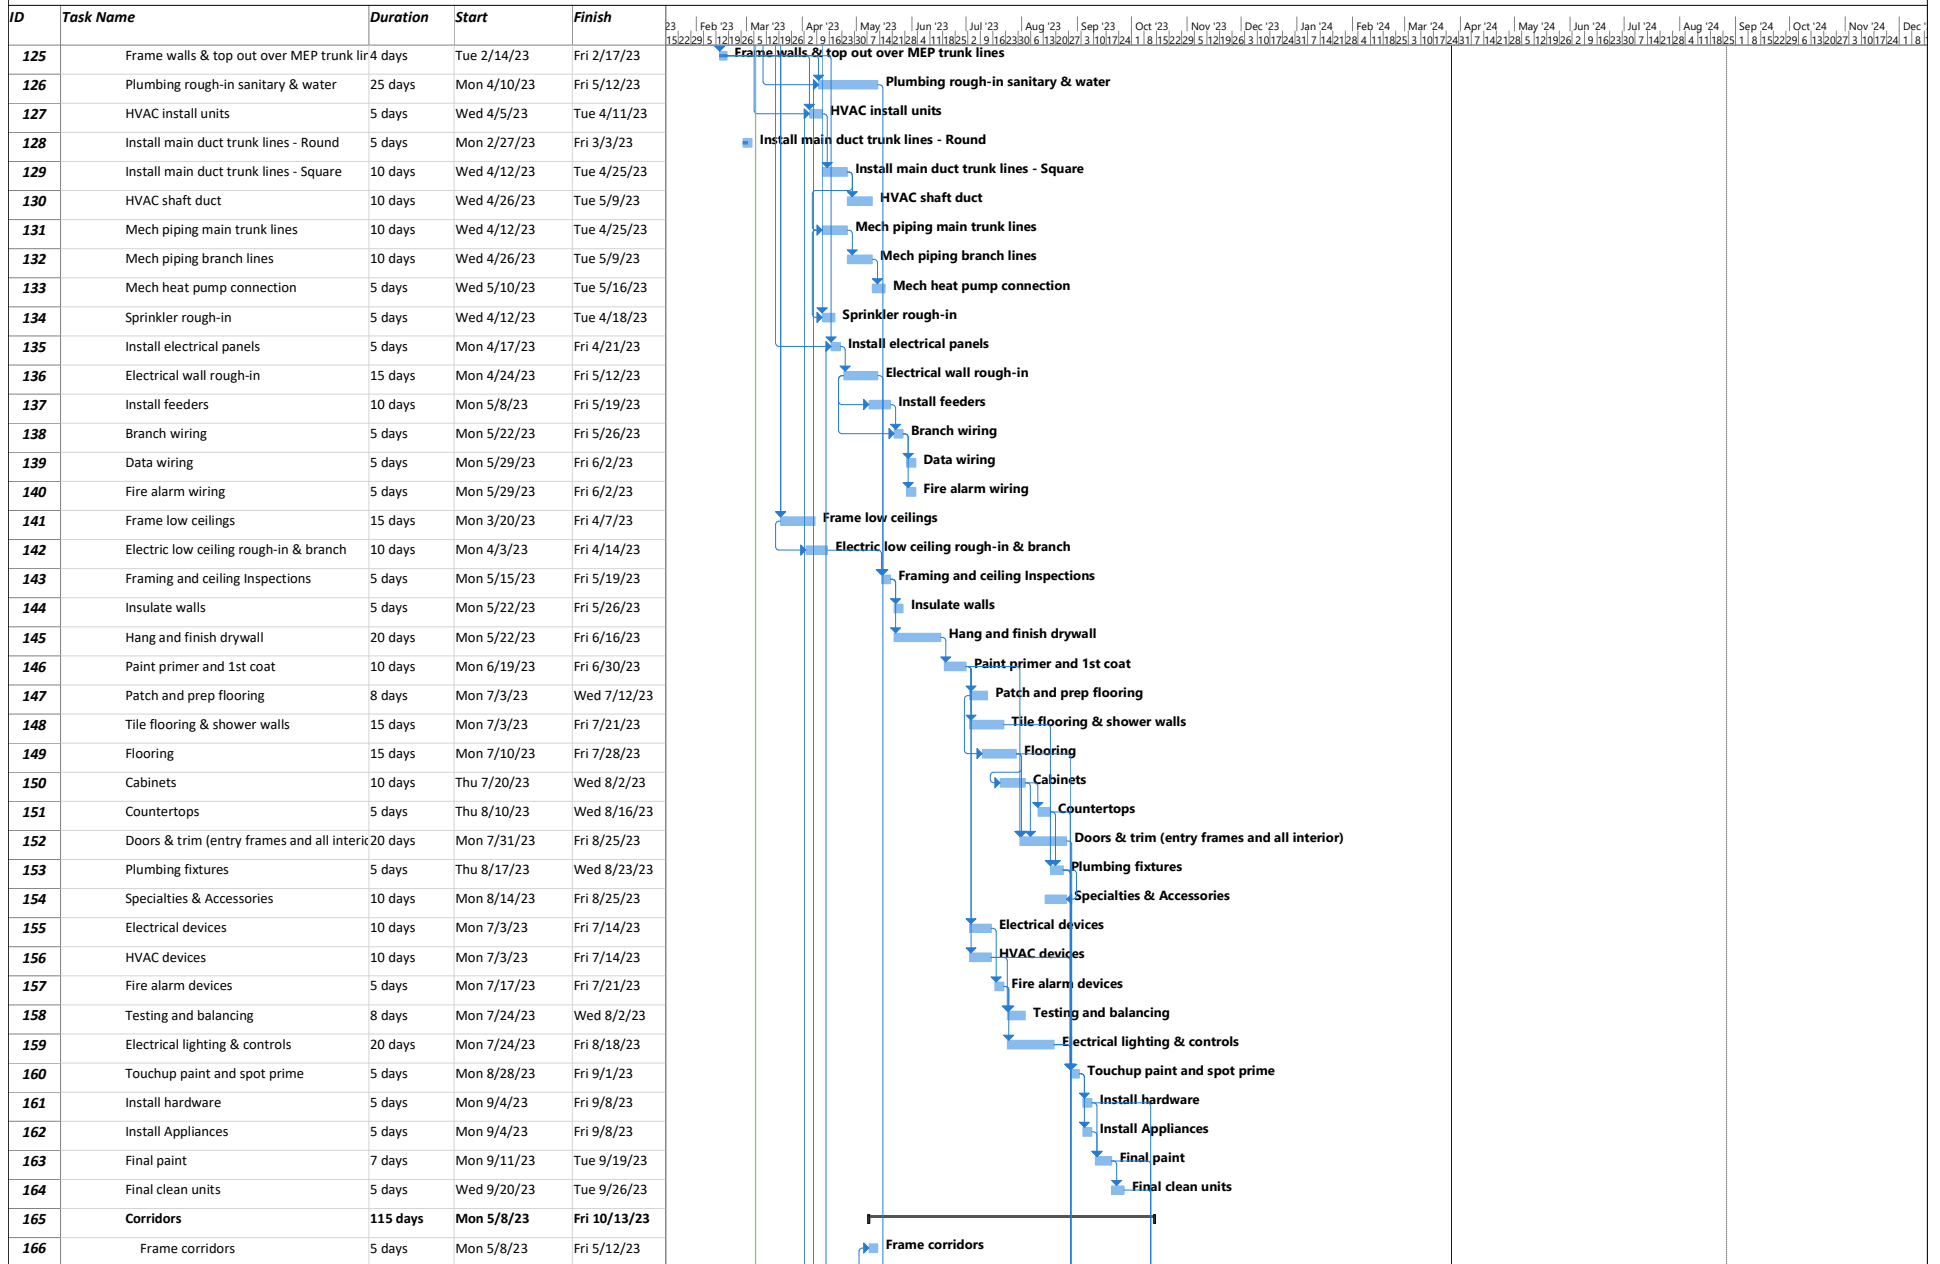 ID Task Name Duration Start Finish
23 Feb '23 Mar '23 Apr '23 May '23 Jun '23 Jul '23 Aug '23 Sep '23 Oct '23 Nov '23 Dec '23 Jan '24 Feb '24 Mar '24 Apr '24 May '24 Jun '24 Jul '24 Aug '24 Sep '24 Oct '24 Nov '24 Dec '
125 Frame walls & top out over MEP trunk lir 4 days Tue 2/14/23 Fri 2/17/23 Frame walls & top out over MEP trunk lines
126 Plumbing rough-in sanitary & water 25 days Mon 4/10/23 Fri 5/12/23 Plumbing rough-in sanitary & water
127 HVAC install units 5 days Wed 4/5/23 Tue 4/11/23 HVAC install units
128 Install main duct trunk lines - Round 5 days Mon 2/27/23 Fri 3/3/23 Install main duct trunk lines - Round
129 Install main duct trunk lines - Square 10 days Wed 4/12/23 Tue 4/25/23 Install main duct trunk lines - Square
130 HVAC shaft duct 10 days Wed 4/26/23 Tue 5/9/23 HVAC shaft duct
131 Mech piping main trunk lines 10 days Wed 4/12/23 Tue 4/25/23 Mech piping main trunk lines
132 Mech piping branch lines 10 days Wed 4/26/23 Tue 5/9/23 Mech piping branch lines
133 Mech heat pump connection 5 days Wed 5/10/23 Tue 5/16/23 Mech heat pump connection
134 Sprinkler rough-in 5 days Wed 4/12/23 Tue 4/18/23 Sprinkler rough-in
135 Install electrical panels 5 days Mon 4/17/23 Fri 4/21/23 Install electrical panels
136 Electrical wall rough-in 15 days Mon 4/24/23 Fri 5/12/23 Electrical wall rough-in
137 Install feeders 10 days Mon 5/8/23 Fri 5/19/23 Install feeders
138 Branch wiring 5 days Mon 5/22/23 Fri 5/26/23 Branch wiring
139 Data wiring 5 days Mon 5/29/23 Fri 6/2/23 Data wiring
140 Fire alarm wiring 5 days Mon 5/29/23 Fri 6/2/23 Fire alarm wiring
141 Frame low ceilings 15 days Mon 3/20/23 Fri 4/7/23 Frame low ceilings
142 Electric low ceiling rough-in & branch 10 days Mon 4/3/23 Fri 4/14/23 Electric low ceiling rough-in & branch
143 Framing and ceiling Inspections 5 days Mon 5/15/23 Fri 5/19/23 Framing and ceiling Inspections
144 Insulate walls 5 days Mon 5/22/23 Fri 5/26/23 Insulate walls
145 Hang and finish drywall 20 days Mon 5/22/23 Fri 6/16/23 Hang and finish drywall
146 Paint primer and 1st coat 10 days Mon 6/19/23 Fri 6/30/23 Paint primer and 1st coat
147 Patch and prep flooring 8 days Mon 7/3/23 Wed 7/12/23 Patch and prep flooring
148 Tile flooring & shower walls 15 days Mon 7/3/23 Fri 7/21/23 Tile flooring & shower walls
149 Flooring 15 days Mon 7/10/23 Fri 7/28/23 Flooring
150 Cabinets 10 days Thu 7/20/23 Wed 8/2/23 Cabinets
151 Countertops 5 days Thu 8/10/23 Wed 8/16/23 Countertops
152 Doors & trim (entry frames and all interic 20 days Mon 7/31/23 Fri 8/25/23 Doors & trim (entry frames and all interior)
153 Plumbing fixtures 5 days Thu 8/17/23 Wed 8/23/23 Plumbing fixtures
154 Specialties & Accessories 10 days Mon 8/14/23 Fri 8/25/23 Specialties & Accessories
155 Electrical devices 10 days Mon 7/3/23 Fri 7/14/23 Electrical devices
156 HVAC devices 10 days Mon 7/3/23 Fri 7/14/23 HVAC devices
157 Fire alarm devices 5 days Mon 7/17/23 Fri 7/21/23 Fire alarm devices
158 Testing and balancing 8 days Mon 7/24/23 Wed 8/2/23 Testing and balancing
159 Electrical lighting & controls 20 days Mon 7/24/23 Fri 8/18/23 Electrical lighting & controls
160 Touchup paint and spot prime 5 days Mon 8/28/23 Fri 9/1/23 Touchup paint and spot prime
161 Install hardware 5 days Mon 9/4/23 Fri 9/8/23 Install hardware
162 Install Appliances 5 days Mon 9/4/23 Fri 9/8/23 Install Appliances
163 Final paint 7 days Mon 9/11/23 Tue 9/19/23 Final paint
164 Final clean units 5 days Wed 9/20/23 Tue 9/26/23 Final clean units
165 Corridors 115 days Mon 5/8/23 Fri 10/13/23
166 Frame corridors 5 days Mon 5/8/23 Fri 5/12/23 Frame corridors